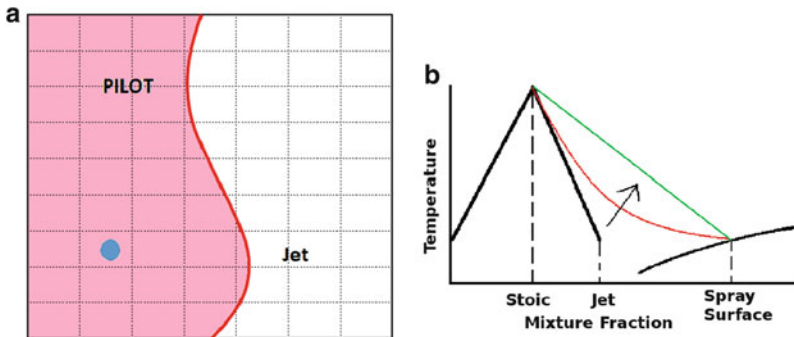 a
PILOT
Jet
b
Temperature
Stoic
Jet
Spray
Surface
Mixture Fraction